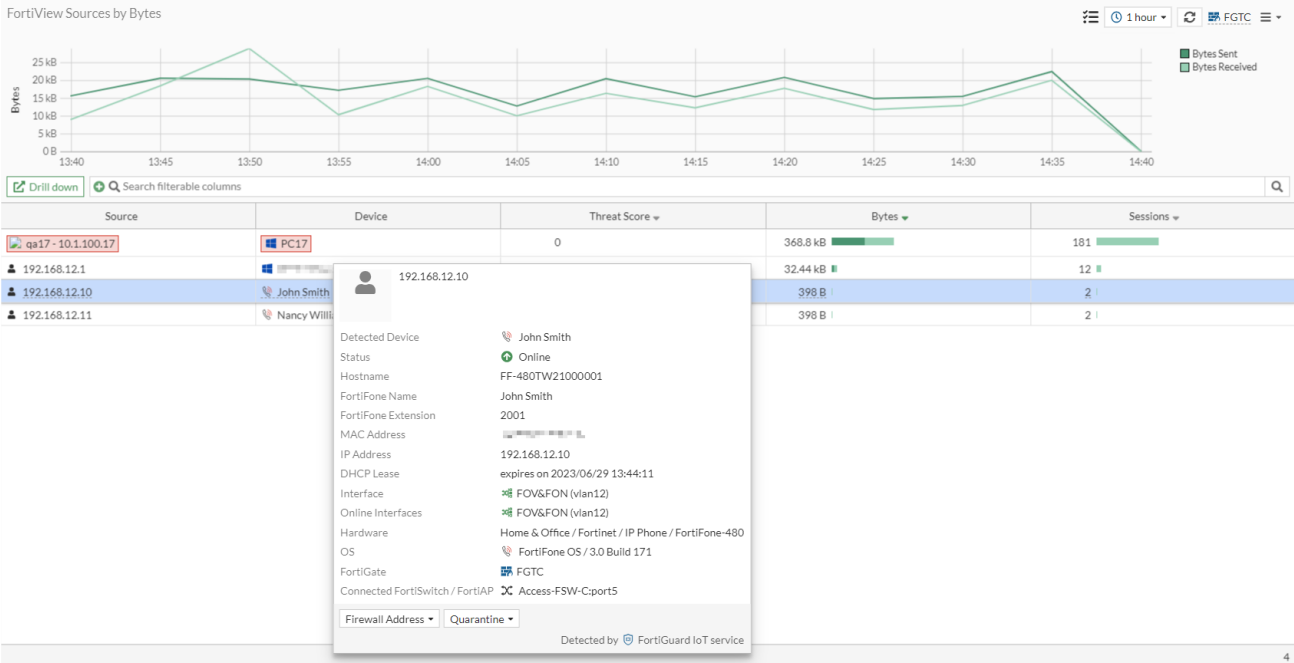 FortiView Sources by Bytes
1 hour
FGTC
Bytes Sent
Bytes Received
Bytes
25 kB
20 kB
15 kB
10 kB
5 kB
0 B
13:40 13:45 13:50 13:55 14:00 14:05 14:10 14:15 14:20 14:25 14:30 14:35 14:40
Drill down Search filterable columns
Source Device Threat Score Bytes Sessions
qa17 - 10.1.100.17 PC17 0 368.8 kB 181
192.168.12.1 32.44 kB 12
192.168.12.10 John Smith 398 B 2
192.168.12.11 Nancy Willi 398 B 2
192.168.12.10
Detected Device John Smith
Status Online
Hostname FF-480TW21000001
FortiFone Name John Smith
FortiFone Extension 2001
MAC Address
IP Address 192.168.12.10
DHCP Lease expires on 2023/06/29 13:44:11
Interface FOV&FON (vlan12)
Online Interfaces FOV&FON (vlan12)
Hardware Home & Office / Fortinet / IP Phone / FortiFone-480
OS FortiFone OS / 3.0 Build 171
FortiGate FGTC
Connected FortiSwitch / FortiAP Access-FSW-C:port5
Firewall Address Quarantine
Detected by FortiGuard IoT service
4